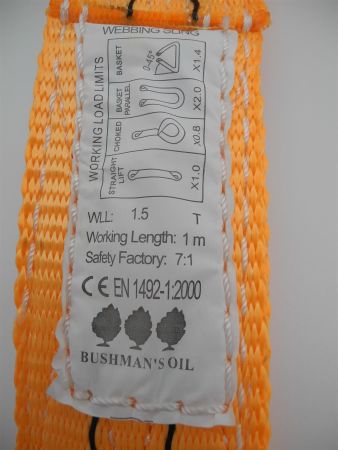 WEBBING SLING
WORKING LOAD LIMITS
BASKET
0-45°
X1.4
BASKET
PARALLEL
X2.0
CHOKED
X0.8
STRAIGHT
LIFT
X1.0
WLL: 1.5 T
Working Length: 1 m
Safety Factory: 7:1
CE EN 1492-1:2000
BUSHMAN'S OIL